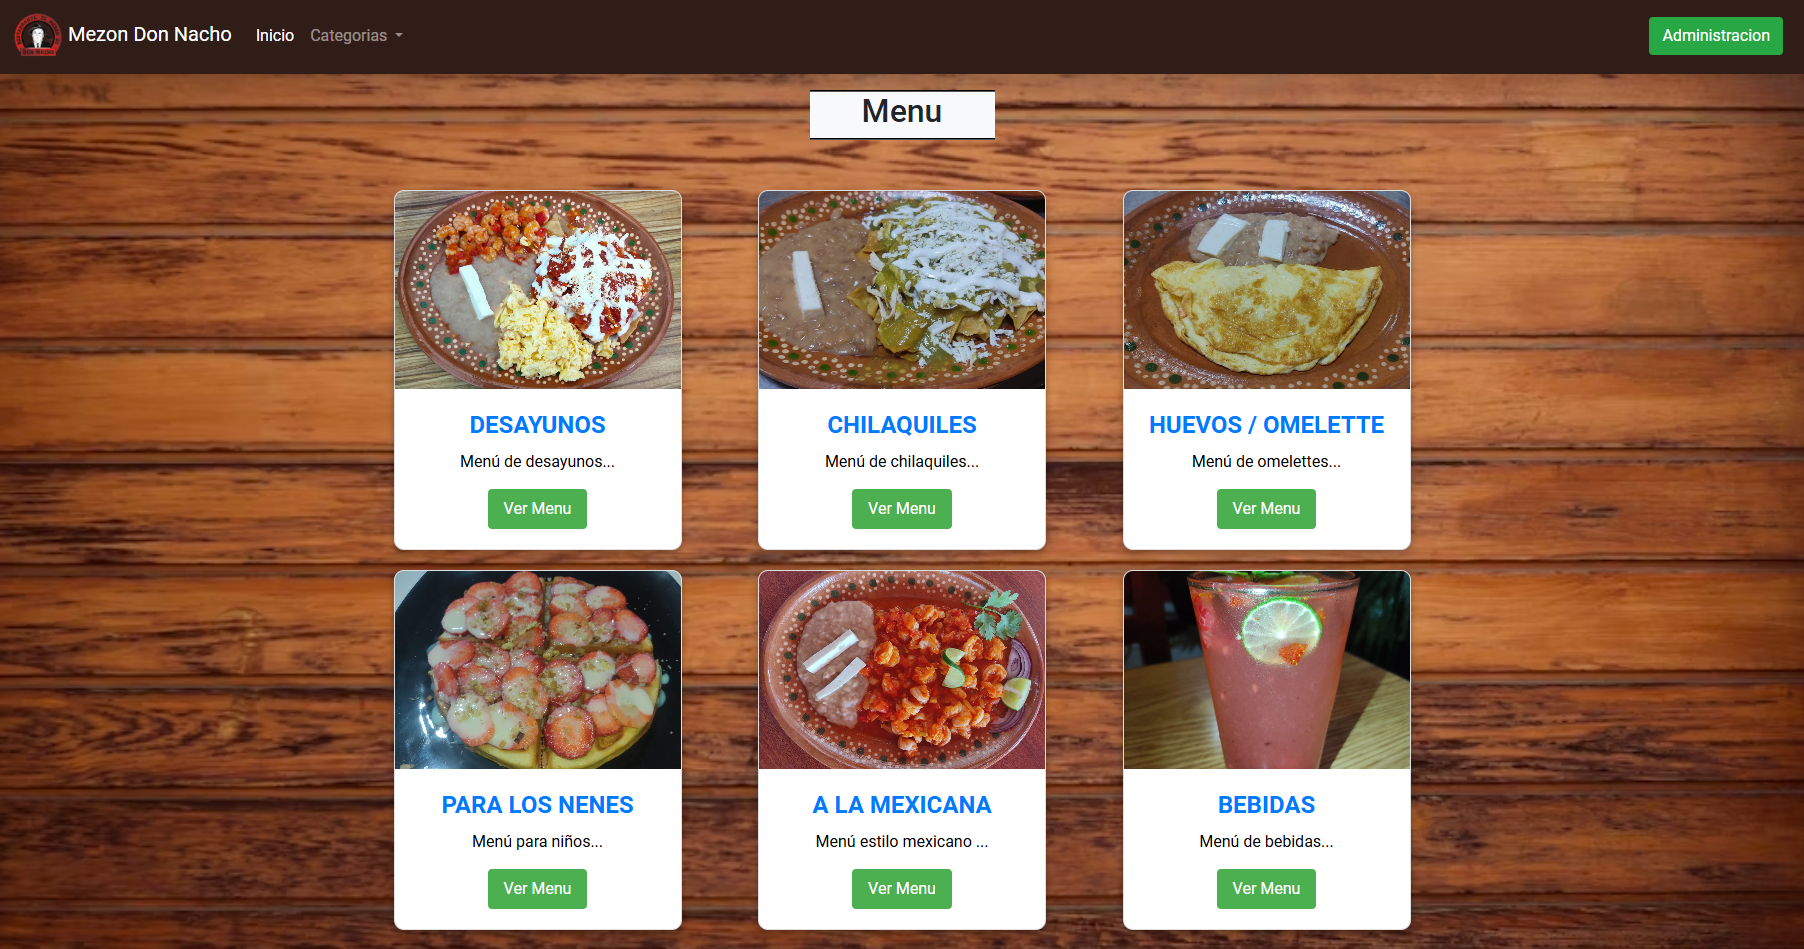 Mezon Don Nacho Inicio Categorias Administracion
Menu
DESAYUNOS
Menú de desayunos...
Ver Menu
CHILAQUILES
Menú de chilaquiles...
Ver Menu
HUEVOS / OMELETTE
Menú de omelettes...
Ver Menu
PARA LOS NENES
Menú para niños...
Ver Menu
A LA MEXICANA
Menú estilo mexicano ...
Ver Menu
BEBIDAS
Menú de bebidas...
Ver Menu